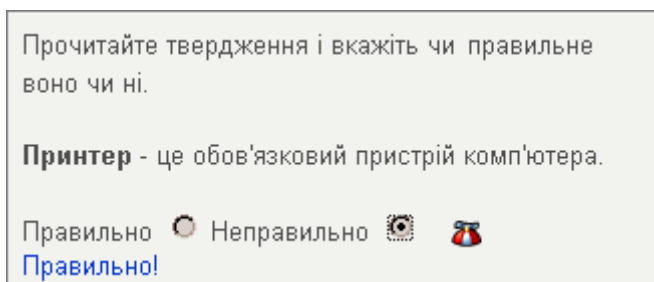 Прочитайте твердження і вкажіть чи правильне
воно чи ні.
Принтер - це обов'язковий пристрій комп'ютера.
Правильно Неправильно
Правильно!